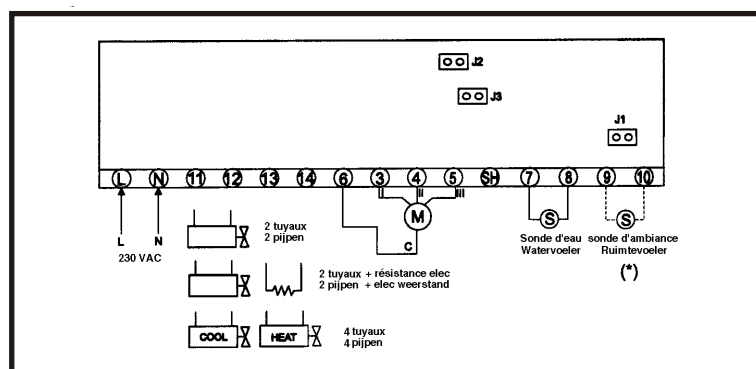 J2
J3
J1
L N 11 12 13 14 6 3 4 5 SH 7 8 9 10
I II III
M
C
S S
L N
230 VAC
2 tuyaux
2 pijpen
Sonde d'eau
Watervoeler
sonde d'ambiance
Ruimtevoeler
(*)
2 tuyaux + résistance elec
2 pijpen + elec weerstand
COOL HEAT
4 tuyaux
4 pijpen